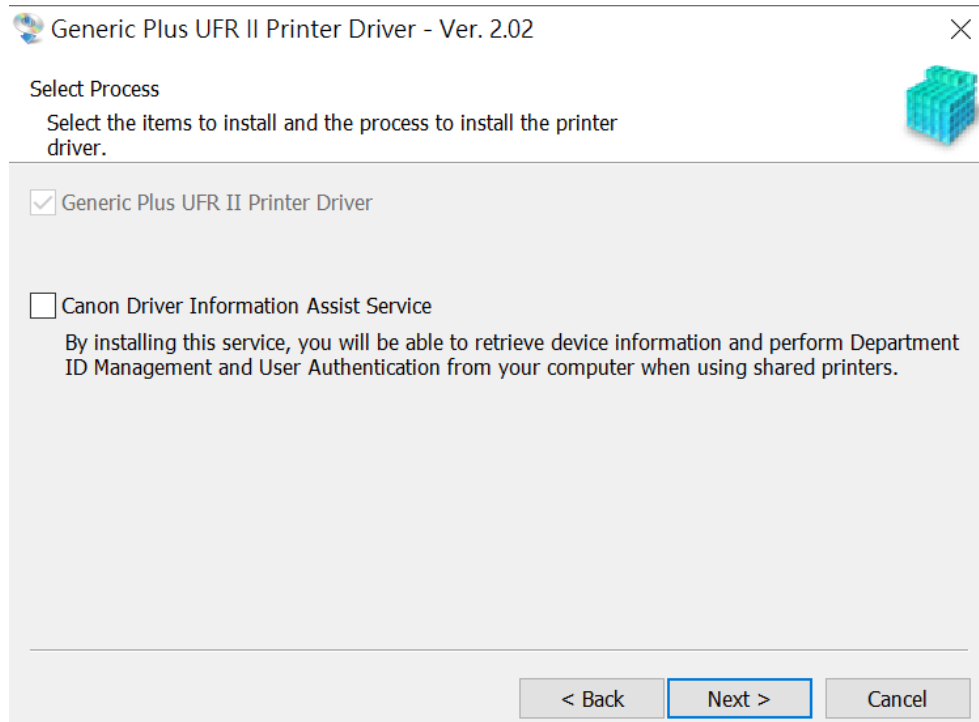 Generic Plus UFR II Printer Driver - Ver. 2.02
Select Process
Select the items to install and the process to install the printer
driver.
Generic Plus UFR II Printer Driver
Canon Driver Information Assist Service
By installing this service, you will be able to retrieve device information and perform Department
ID Management and User Authentication from your computer when using shared printers.
< Back
Next >
Cancel